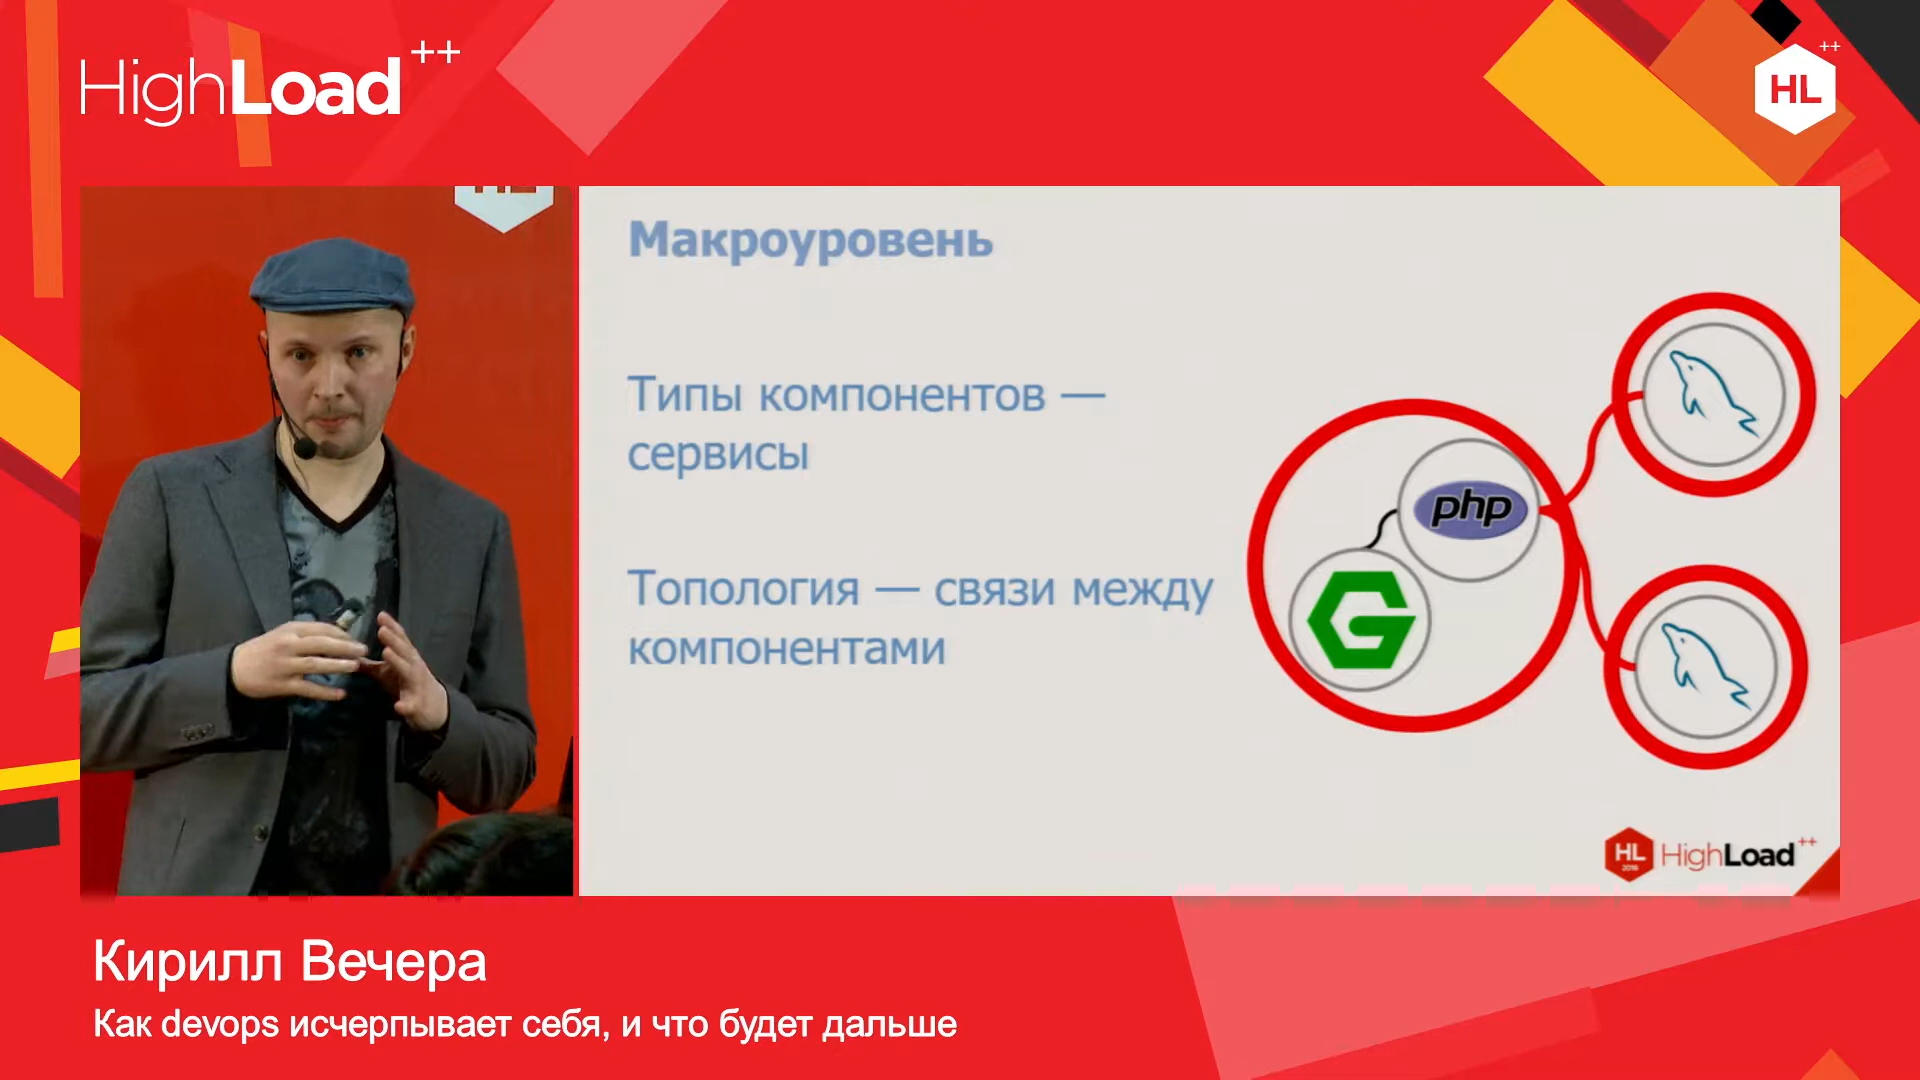 HighLoad++
HL++
Макроуровень
Типы компонентов —
сервисы
Топология — связи между
компонентами
php
HL
HighLoad++
Кирилл Вечера
Как devops исчерпывает себя, и что будет дальше